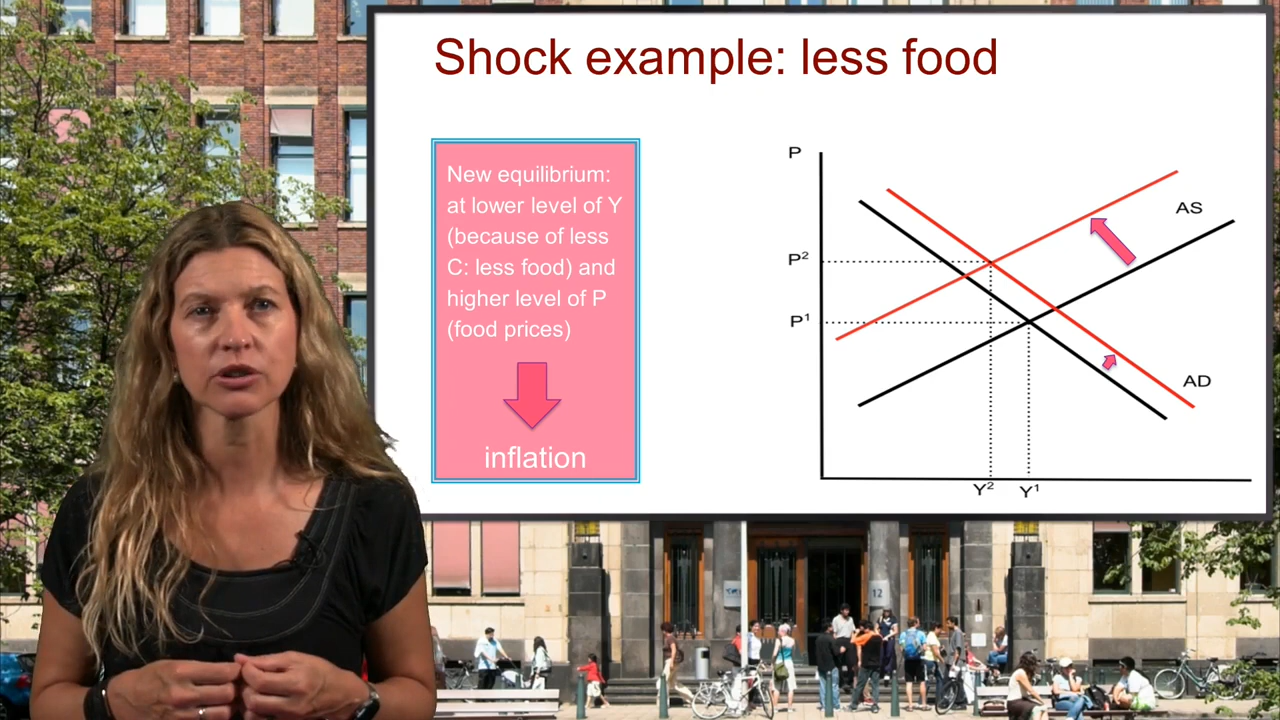 Shock example: less food
New equilibrium:
at lower level of Y
(because of less
C: less food) and
higher level of P
(food prices)
inflation
P
AS
P²
P¹
AD
Y² Y¹
12